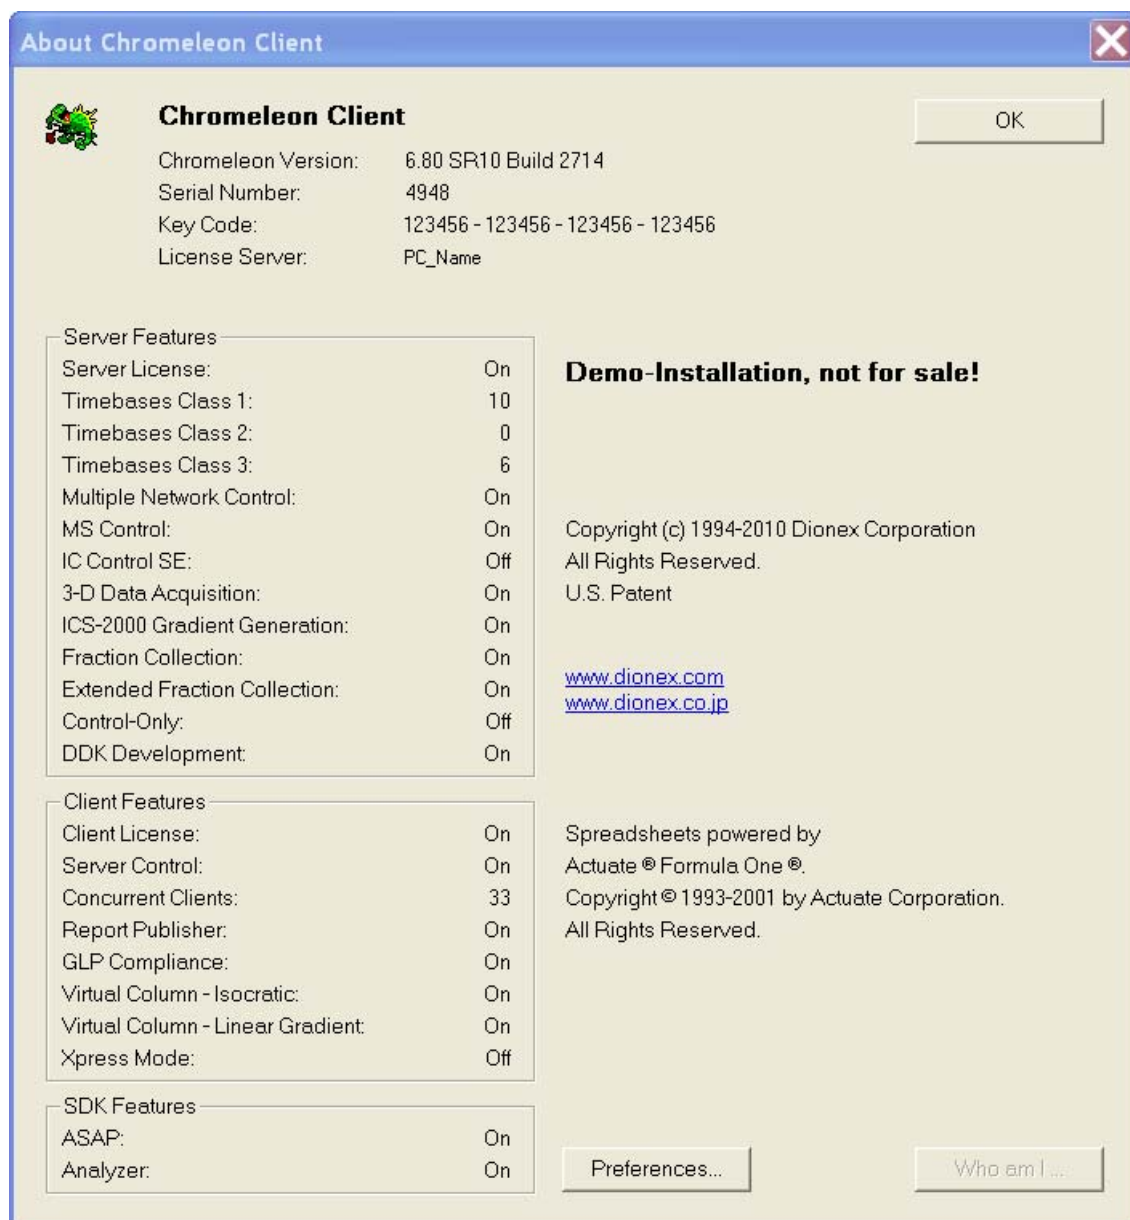 About Chromeleon Client
Chromeleon Client
OK
Chromeleon Version: 6.80 SR10 Build 2714
Serial Number: 4948
Key Code: 123456 - 123456 - 123456 - 123456
License Server: PC_Name
Server Features
Server License: On
Timebases Class 1: 10
Timebases Class 2: 0
Timebases Class 3: 6
Multiple Network Control: On
MS Control: On
IC Control SE: Off
3-D Data Acquisition: On
ICS-2000 Gradient Generation: On
Fraction Collection: On
Extended Fraction Collection: On
Control-Only: Off
DDK Development: On
Demo-Installation, not for sale!
Copyright (c) 1994-2010 Dionex Corporation
All Rights Reserved.
U.S. Patent
www.dionex.com
www.dionex.co.jp
Client Features
Client License: On
Server Control: On
Concurrent Clients: 33
Report Publisher: On
GLP Compliance: On
Virtual Column - Isocratic: On
Virtual Column - Linear Gradient: On
Xpress Mode: Off
Spreadsheets powered by
Actuate ® Formula One ®.
Copyright © 1993-2001 by Actuate Corporation.
All Rights Reserved.
SDK Features
ASAP: On
Analyzer: On
Preferences...
Who am I ...